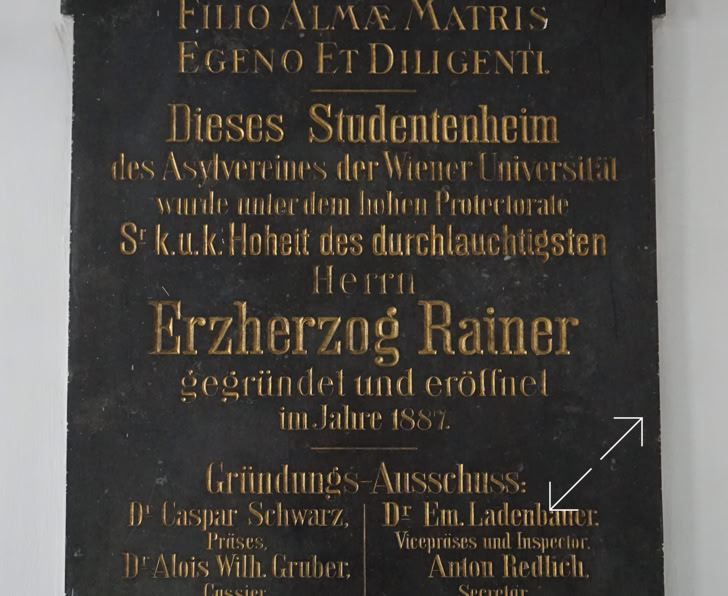 FILIO ALMÆ MATRIS
EGENO ET DILIGENTI.
Dieses Studentenheim
des Asylvereines der Wiener Universität
wurde unter dem hohen Protectorate
Sr k.u.k. Hoheit des durchlauchtigsten
Herrn
Erzherzog Rainer
gegründet und eröffnet
im Jahre 1887.
Gründungs-Ausschuss:
Dr Caspar Schwarz,
Präses,
Dr Alois Wilh. Gruber,
Cassier
Dr Em. Ladenbauer.
Vicepräses und Inspector.
Anton Redlich,
Secretär